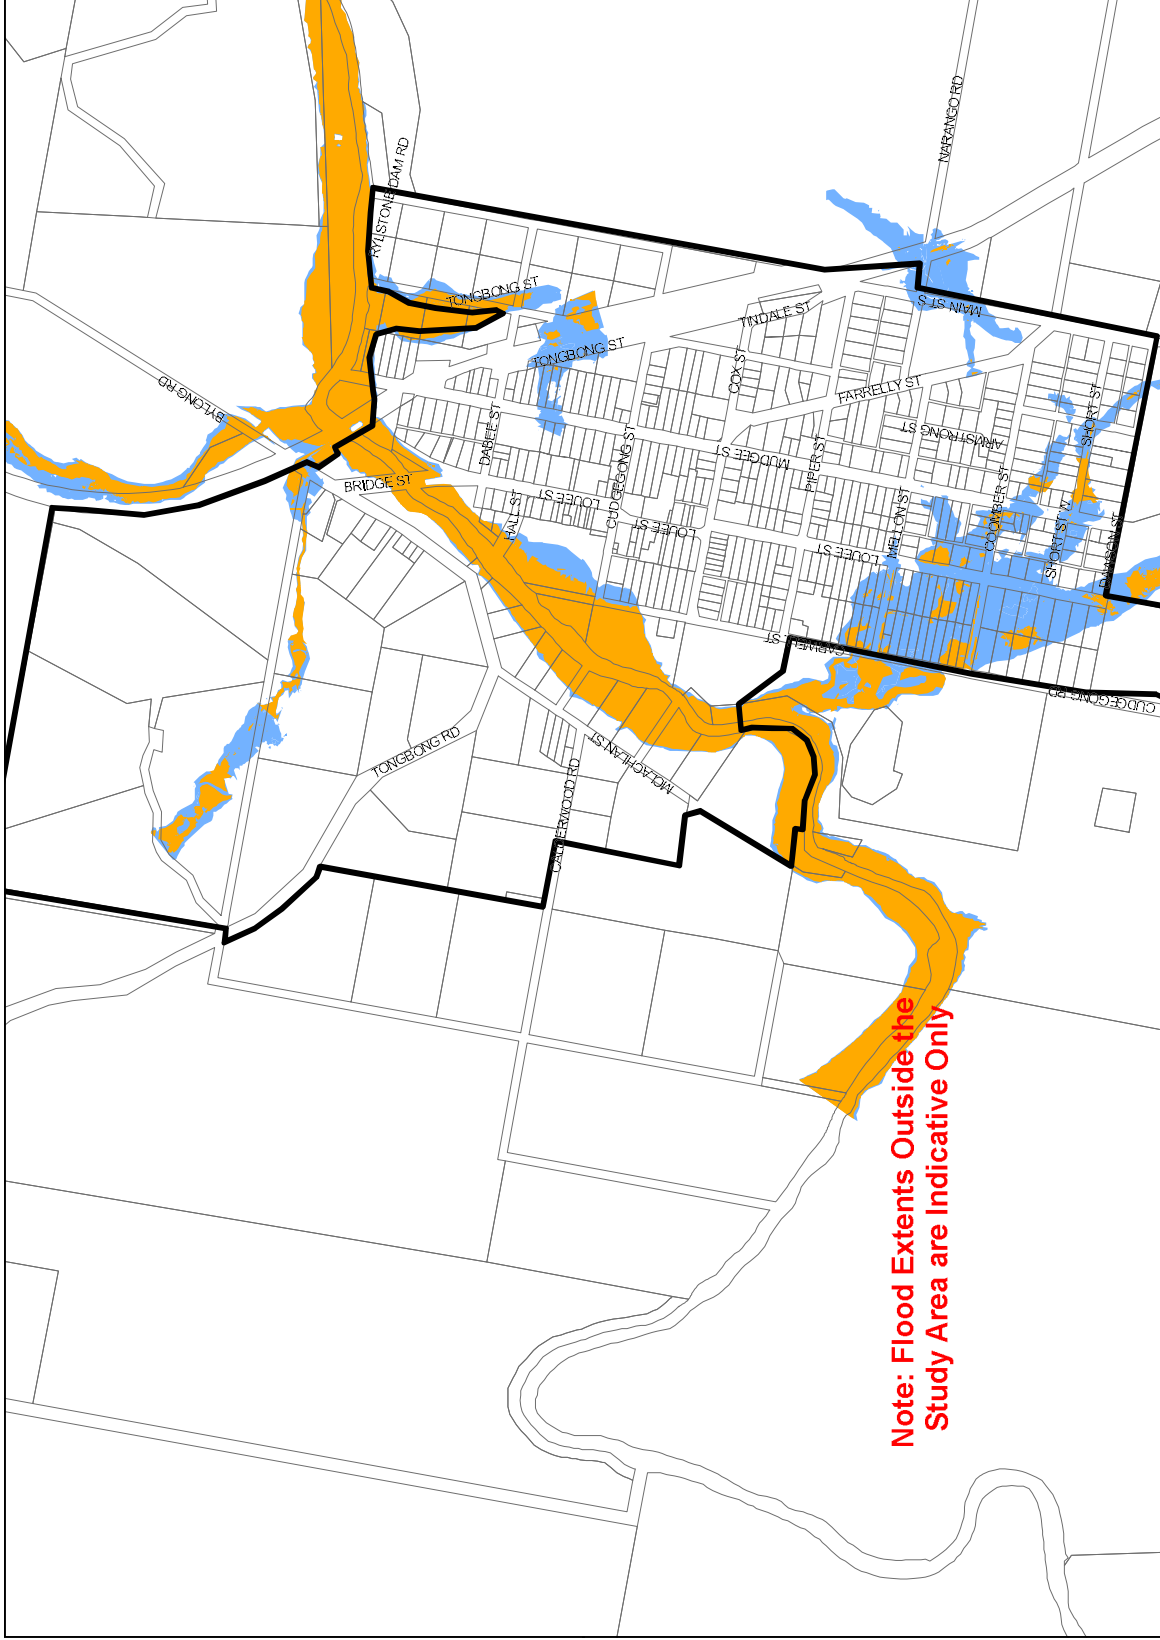 NARANGO RD
RYLSTONE DAM RD
TONGBONG ST
MAIN ST S
TINDALE ST
TONGBONG ST
COX ST
BYLONG RD
FARRELLY ST
SHORT ST
DABEE ST
ARMSTRONG ST
CUDGEGONG ST
MUDGEE ST
PIPER ST
BRIDGE ST
LOUEE ST
HALL ST
LOUEE ST
MELLON ST
COOMBER ST
SHORT ST W
LOUEE ST
DAWSON ST
CARWELL ST
CUDGEGONG RD
TONGBONG RD
MCLACHLAN ST
CALDERWOOD RD
Note: Flood Extents Outside the
Study Area are Indicative Only